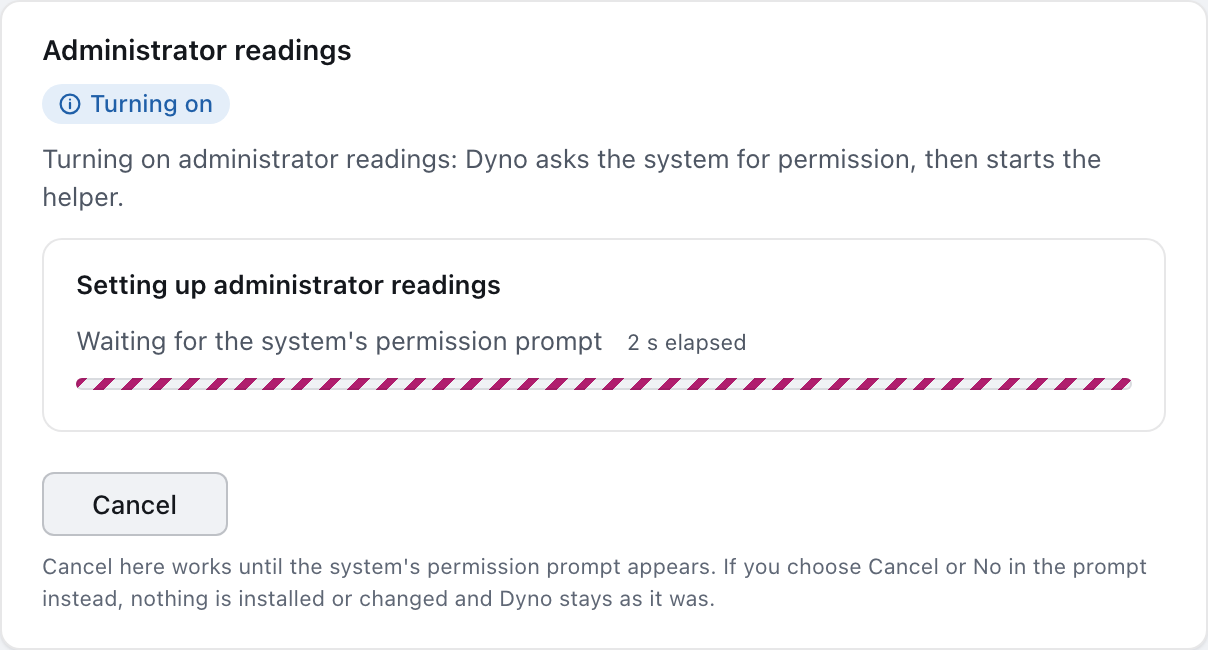 Administrator readings
Turning on
Turning on administrator readings: Dyno asks the system for permission, then starts the
helper.
Setting up administrator readings
Waiting for the system's permission prompt 2 s elapsed
Cancel
Cancel here works until the system's permission prompt appears. If you choose Cancel or No in the prompt
instead, nothing is installed or changed and Dyno stays as it was.